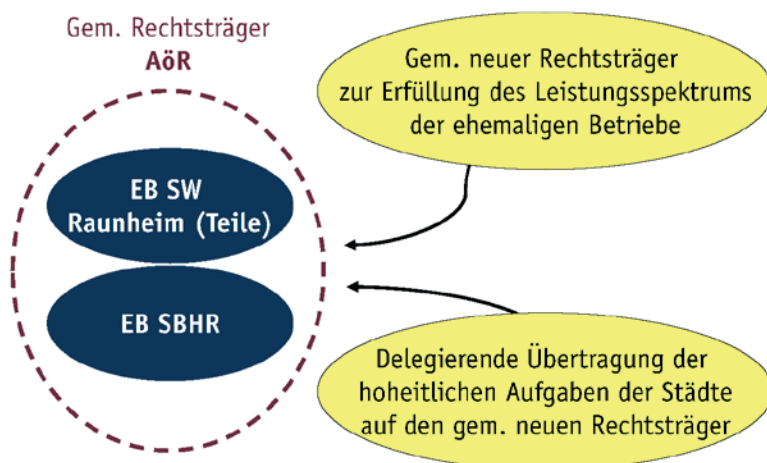 Gem. Rechtsträger
AöR
EB SW
Raunheim (Teile)
EB SBHR
Gem. neuer Rechtsträger
zur Erfüllung des Leistungsspektrums
der ehemaligen Betriebe
Delegierende Übertragung der
hoheitlichen Aufgaben der Städte
auf den gem. neuen Rechtsträger